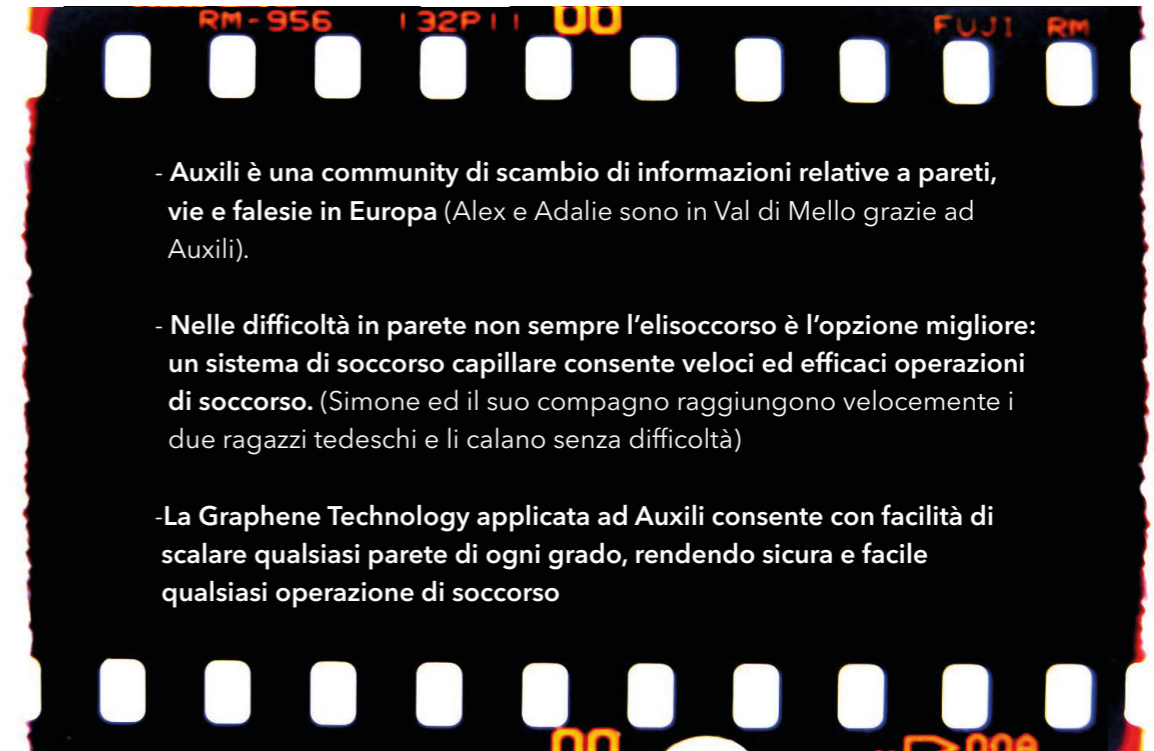 RM-956 132P11 00 FUJI RM
- Auxili è una community di scambio di informazioni relative a pareti,
vie e falesie in Europa (Alex e Adalie sono in Val di Mello grazie ad
Auxili).
- Nelle difficoltà in parete non sempre l’elisoccorso è l’opzione migliore:
un sistema di soccorso capillare consente veloci ed efficaci operazioni
di soccorso. (Simone ed il suo compagno raggiungono velocemente i
due ragazzi tedeschi e li calano senza difficoltà)
-La Graphene Technology applicata ad Auxili consente con facilità di
scalare qualsiasi parete di ogni grado, rendendo sicura e facile
qualsiasi operazione di soccorso
00 00A